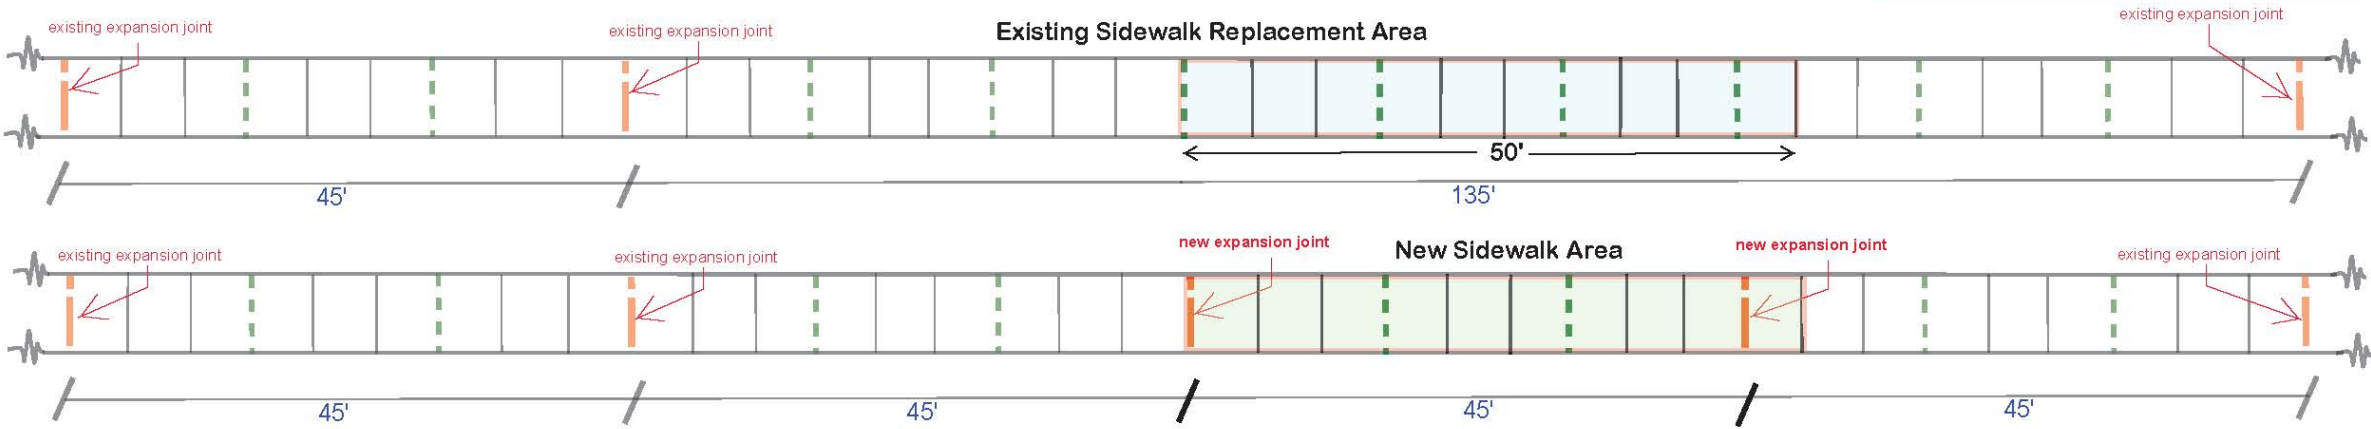 existing expansion joint
existing expansion joint
Existing Sidewalk Replacement Area
existing expansion joint
50'
45'
135'
existing expansion joint
existing expansion joint
new expansion joint
New Sidewalk Area
new expansion joint
existing expansion joint
45'
45'
45'
45'